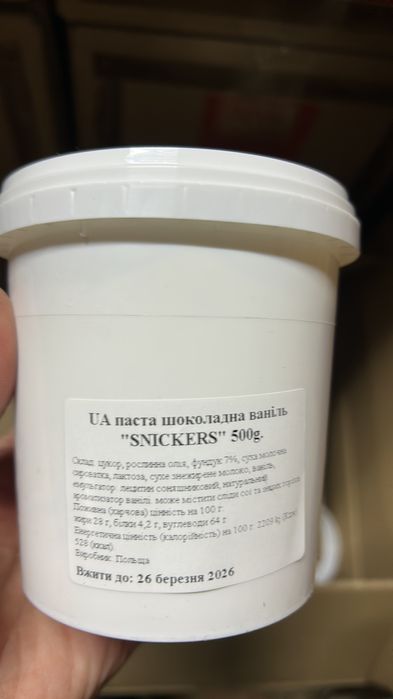 UA паста шоколадна ваніль
"SNICKERS" 500g.
Склад: цукор, рослинна олія, фундук 7%, суха молочна
сироватка, лактоза, сухе знежирене молоко, ваніль,
емульгатор: лецитин соняшниковий, натуральний
ароматизатор ваніль. може містити сліди сої та інших горіхів
Поживна (харчова) цінність на 100 г.
жири 28 г, білки 4,2 г, вуглеводи 64 г
Енергетична цінність (калорійність) на 100 г. 2209 kg (Кдж)
528 (ккал).
Виробник: Польща
Вжити до: 26 березня 2026